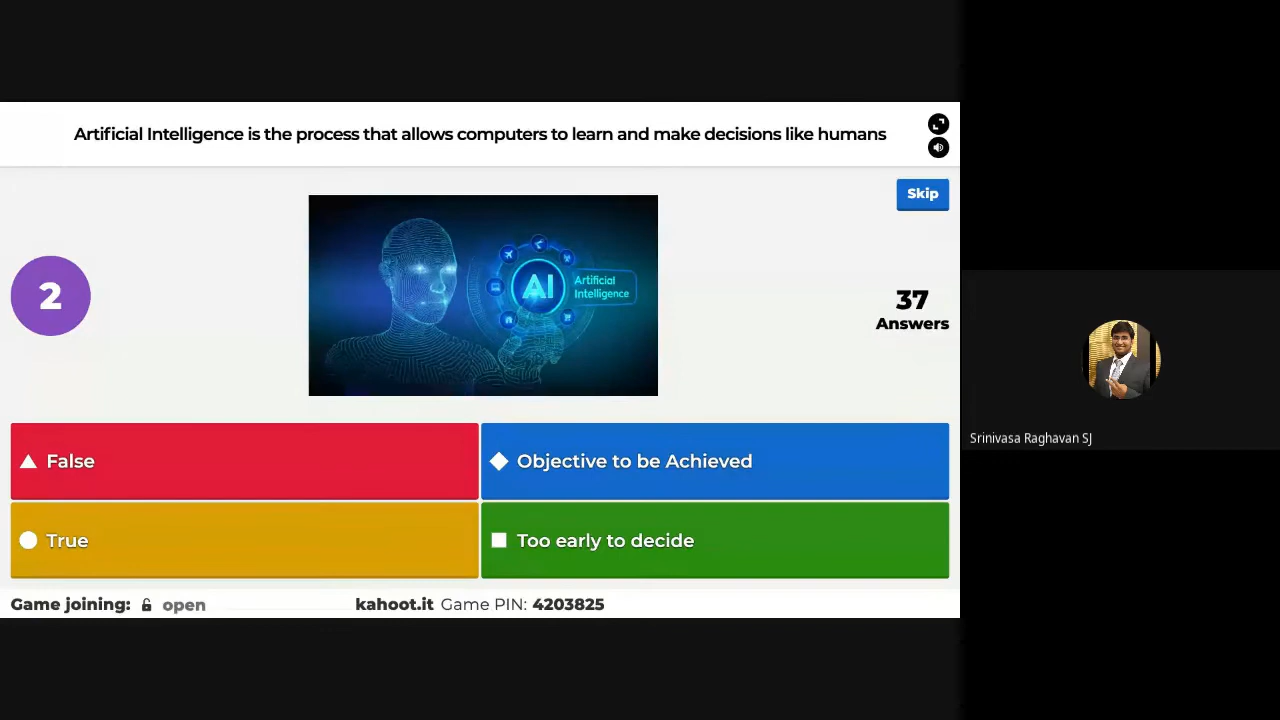 Artificial Intelligence is the process that allows computers to learn and make decisions like humans
Skip
2
AI
Artificial
Intelligence
37
Answers
False
Objective to be Achieved
True
Too early to decide
Game joining: open
kahoot.it Game PIN: 4203825
Srinivasa Raghavan SJ